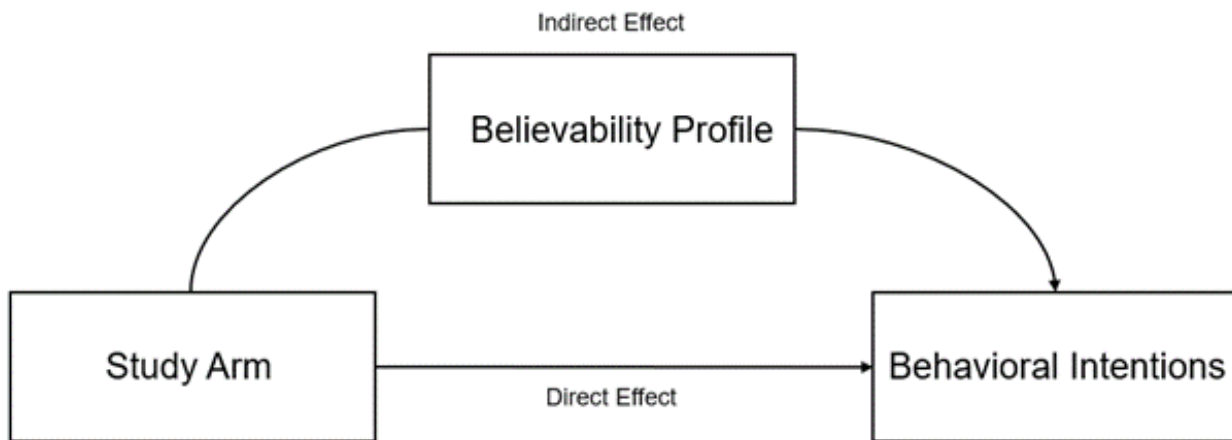 Indirect Effect
Believability Profile
Study Arm
Behavioral Intentions
Direct Effect